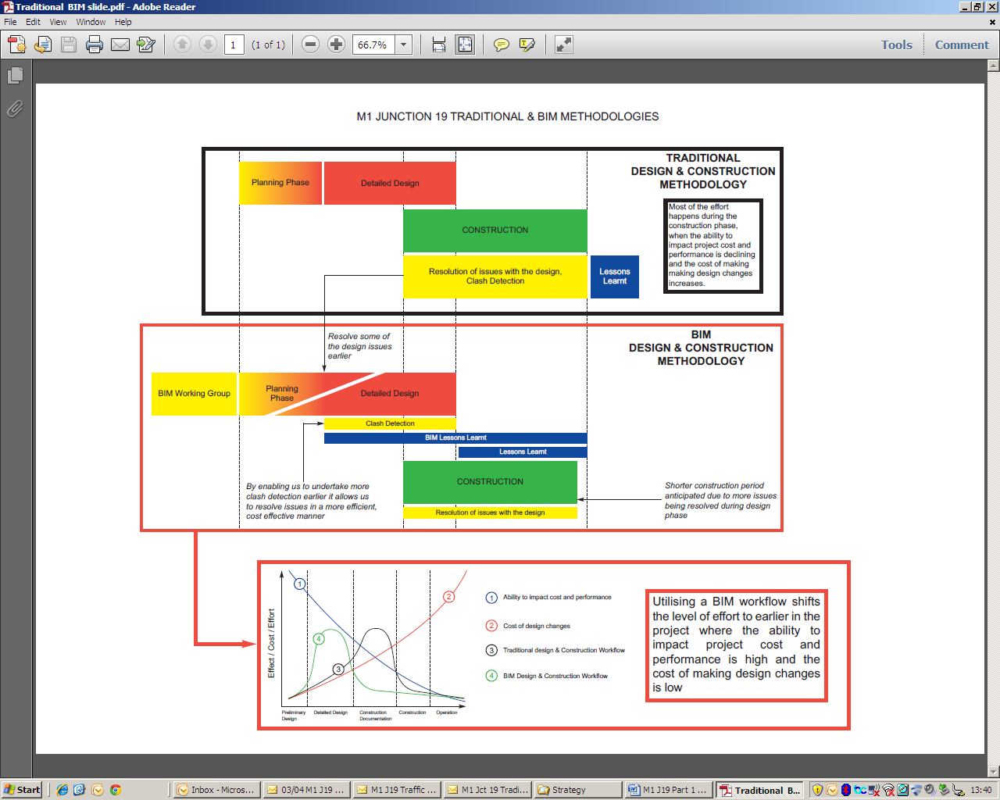 Traditional BIM slide.pdf - Adobe Reader
File Edit View Window Help
1 (1 of 1) 66.7% Tools Comment
M1 JUNCTION 19 TRADITIONAL & BIM METHODOLOGIES
TRADITIONAL
DESIGN & CONSTRUCTION
METHODOLOGY
Planning Phase
Detailed Design
CONSTRUCTION
Resolution of issues with the design,
Clash Detection
Lessons
Learnt
Most of the effort
happens during the
construction phase,
when the ability to
impact project cost and
performance is declining
and the cost of making
making design changes
increases.
BIM
DESIGN & CONSTRUCTION
METHODOLOGY
Resolve some of
the design issues
earlier
BIM Working Group
Planning
Phase
Detailed Design
Clash Detection
BIM Lessons Learnt
Lessons Learnt
CONSTRUCTION
Resolution of issues with the design
By enabling us to undertake more
clash detection earlier it allows us
to resolve issues in a more efficient,
cost effective manner
Shorter construction period
anticipated due to more issues
being resolved during design
phase
Effect / Cost / Effort
1
2
3
4
Preliminary
Design
Detailed Design
Construction
Documentation
Construction
Operation
1 Ability to impact cost and performance
2 Cost of design changes
3 Traditional design & Construction Workflow
4 BIM Design & Construction Workflow
Utilising a BIM workflow shifts
the level of effort to earlier in the
project where the ability to
impact project cost and
performance is high and the
cost of making design changes
is low
Start
Inbox - Micros...
03/04 M1 J19 ...
M1 J19 Traffic ...
M1 Jct 19 Tradi...
Strategy
M1 J19 Part 1 ...
Traditional B...
13:40